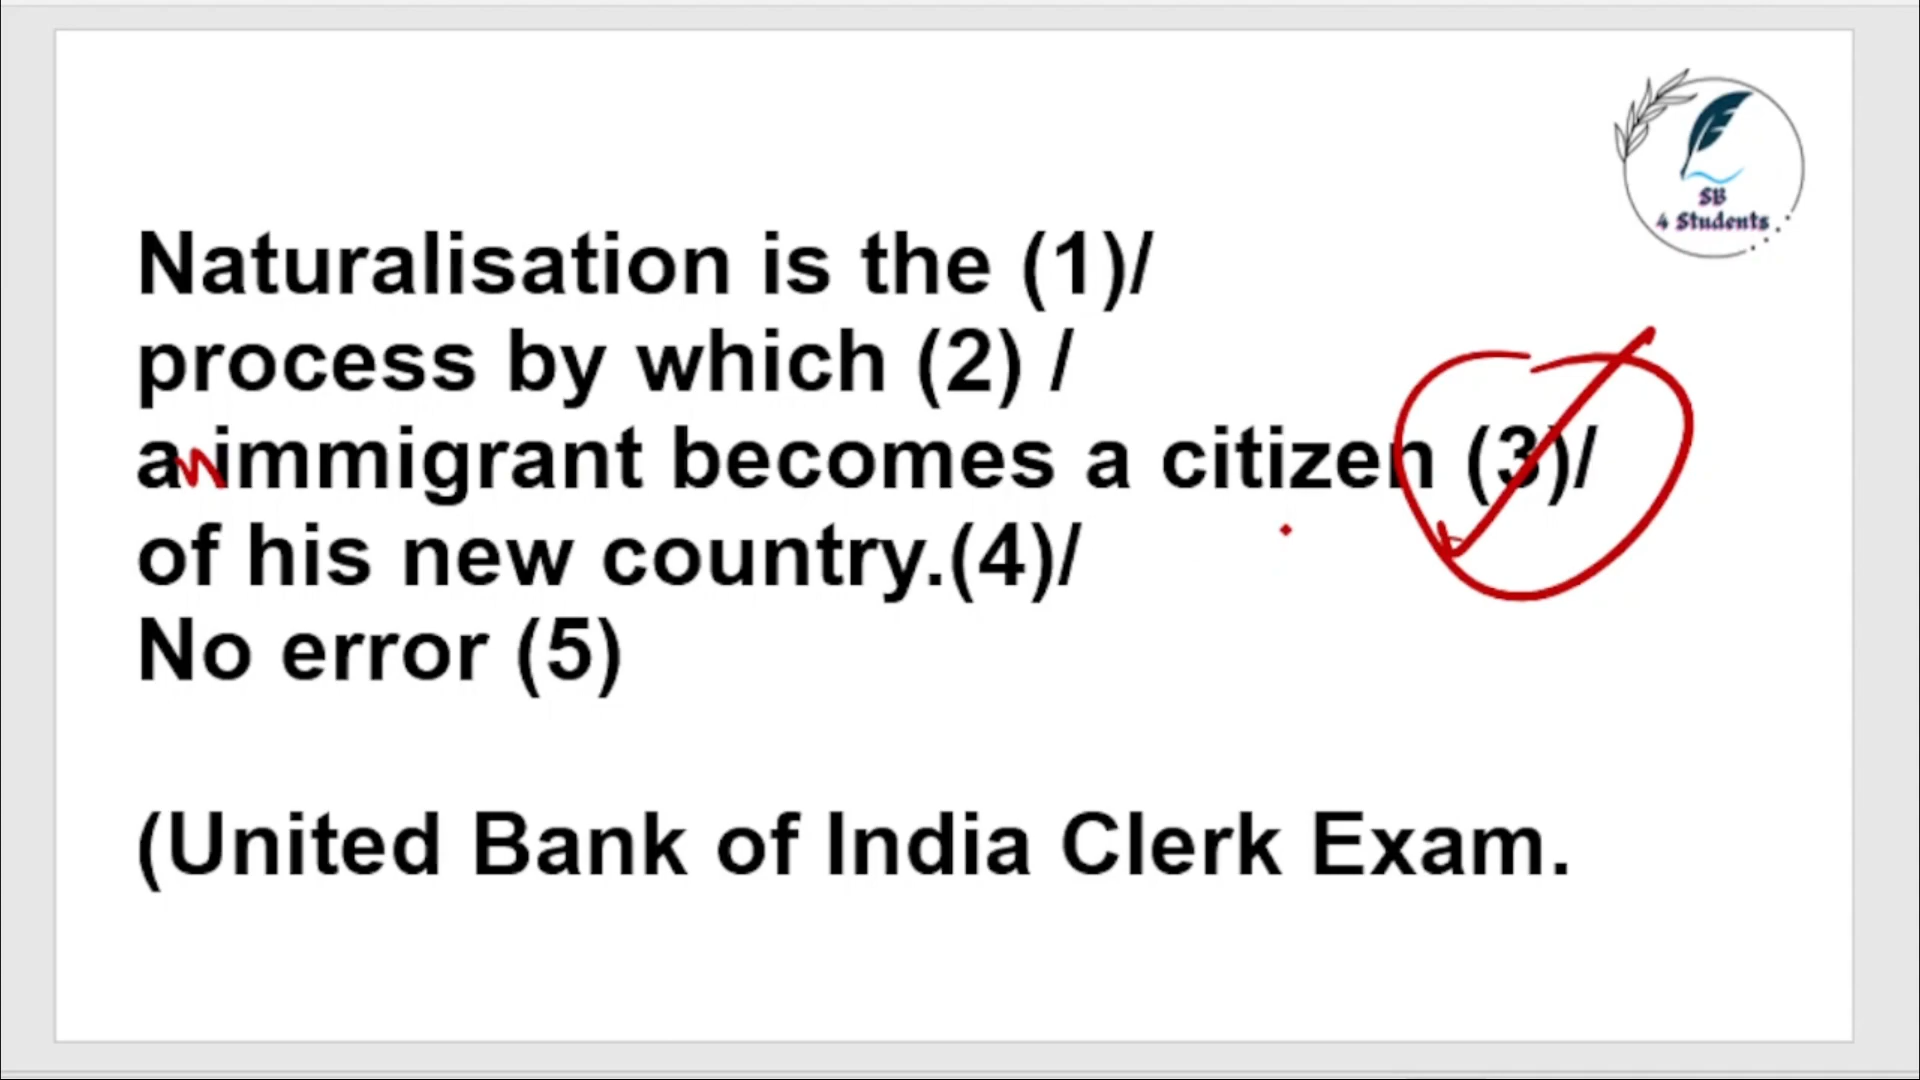 SB
4 Students
Naturalisation is the (1)/
process by which (2) /
an immigrant becomes a citizen (3)/
of his new country.(4)/
No error (5)
(United Bank of India Clerk Exam.